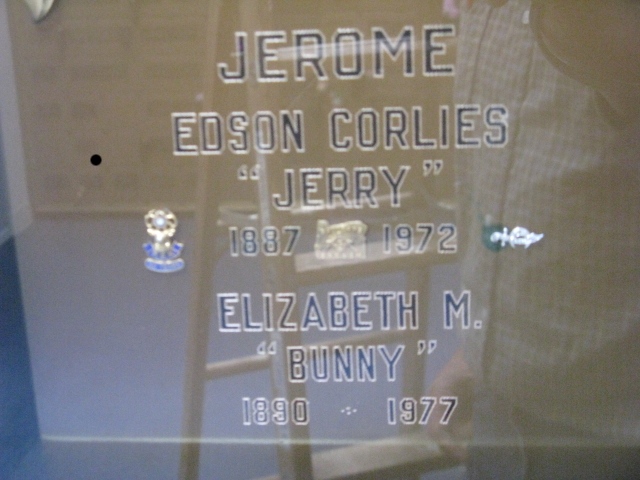 JEROME
EDSON CORLIES
“JERRY”
1887 1972
ELIZABETH M.
“BUNNY”
1890 1977